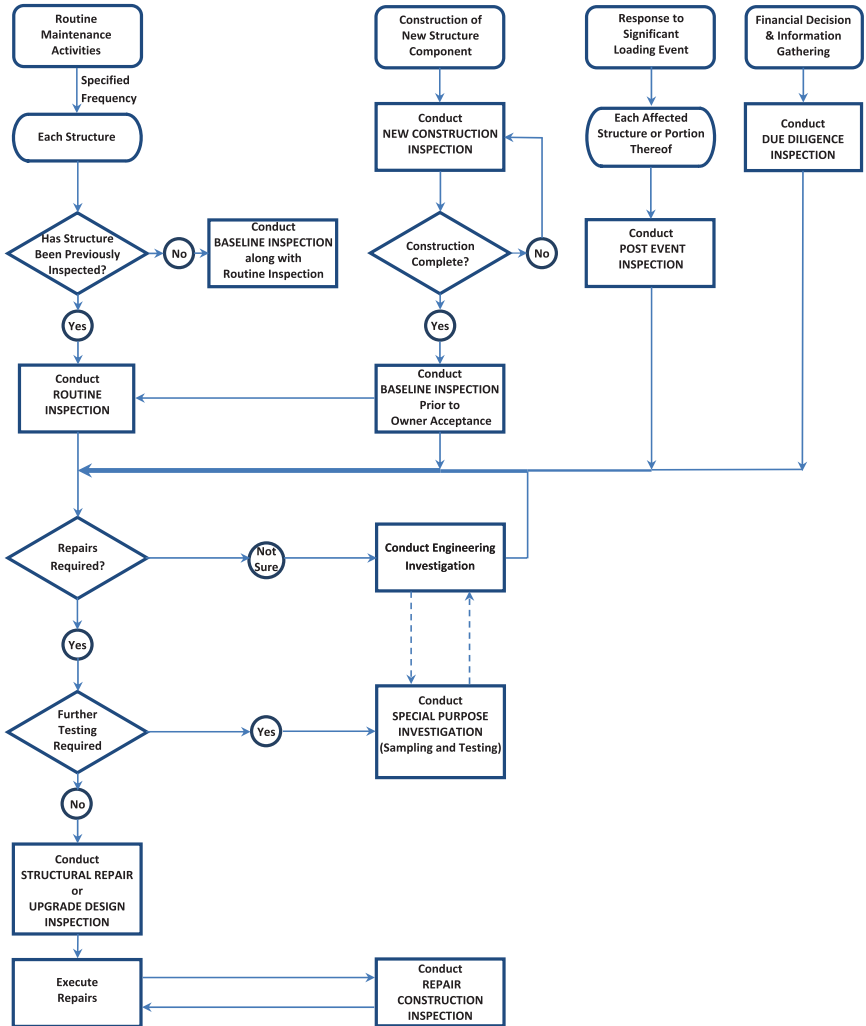 Routine
Maintenance
Activities
Construction of
New Structure
Component
Response to
Significant
Loading Event
Financial Decision
& Information
Gathering
Specified
Frequency
Each Structure
Conduct
NEW CONSTRUCTION
INSPECTION
Each Affected
Structure or Portion
Thereof
Conduct
DUE DILIGENCE
INSPECTION
Has Structure
Been Previously
Inspected?
No
Conduct
BASELINE INSPECTION
along with
Routine Inspection
Construction
Complete?
No
Conduct
POST EVENT
INSPECTION
Yes
Yes
Conduct
ROUTINE
INSPECTION
Conduct
BASELINE INSPECTION
Prior to
Owner Acceptance
Repairs
Required?
Not
Sure
Conduct Engineering
Investigation
Yes
Further
Testing
Required
Yes
Conduct
SPECIAL PURPOSE
INVESTIGATION
(Sampling and Testing)
No
Conduct
STRUCTURAL REPAIR
or
UPGRADE DESIGN
INSPECTION
Execute
Repairs
Conduct
REPAIR
CONSTRUCTION
INSPECTION